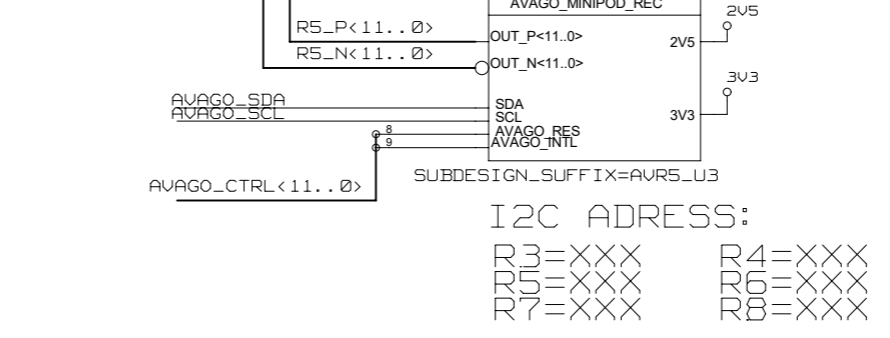 AVAGO_MINIPOD_REC
2V5
R5_P<11..0>
OUT_P<11..0>
2V5
R5_N<11..0>
OUT_N<11..0>
3V3
AVAGO_SDA
SDA
AVAGO_SCL
SCL
3V3
8
AVAGO_RES
9
AVAGO_INTL
SUBDESIGN_SUFFIX=AVR5_U3
AVAGO_CTRL<11..0>
I2C ADRESS:
R3=XXX R4=XXX
R5=XXX R6=XXX
R7=XXX R8=XXX